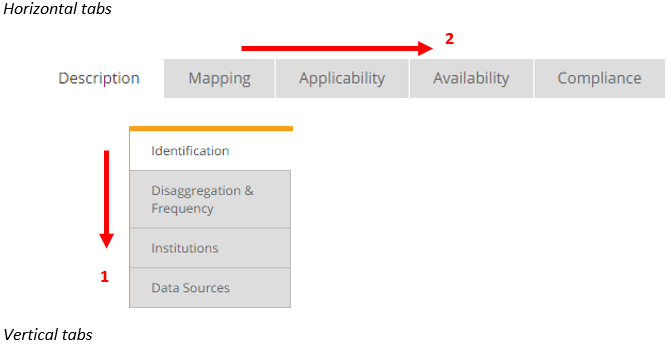 Horizontal tabs
2
Description Mapping Applicability Availability Compliance
Identification
Disaggregation &
Frequency
Institutions
1
Data Sources
Vertical tabs